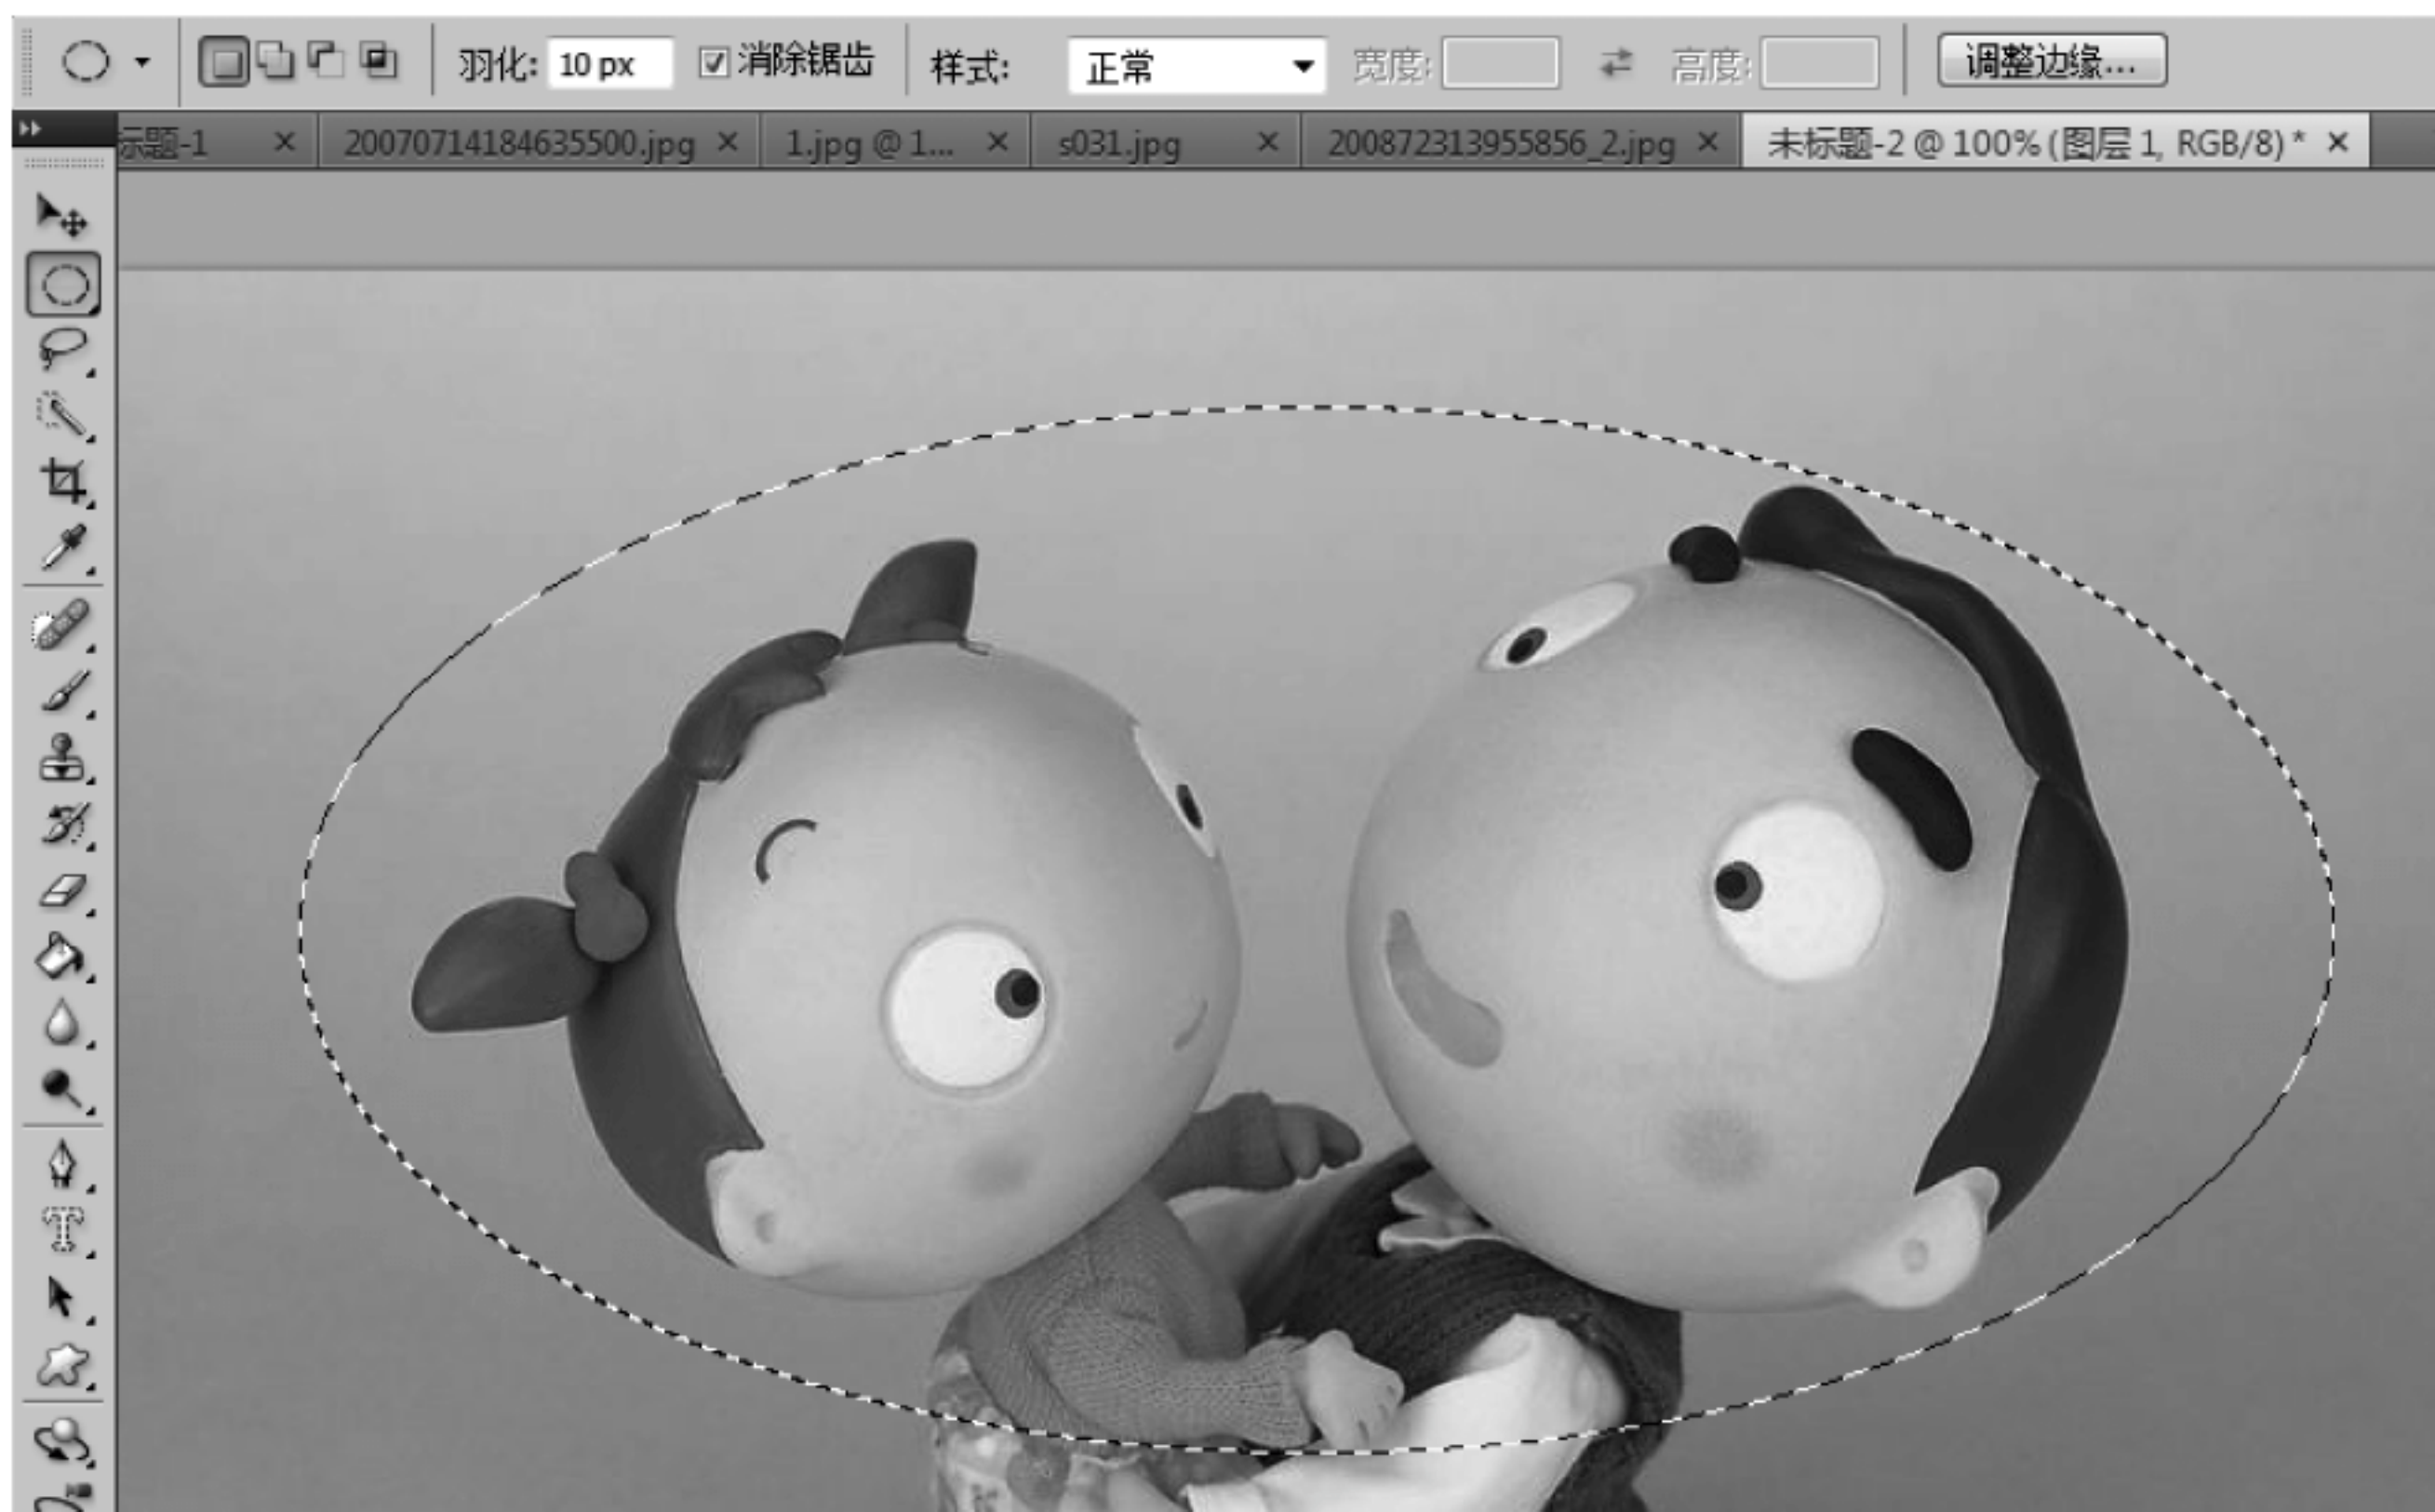 羽化: 10 px 消除锯齿 样式: 正常 宽度: 高度: 调整边缘...
标题-1 20070714184635500.jpg 1.jpg @ 1... s031.jpg 200872313955856_2.jpg 未标题-2 @ 100% (图层 1, RGB/8) *